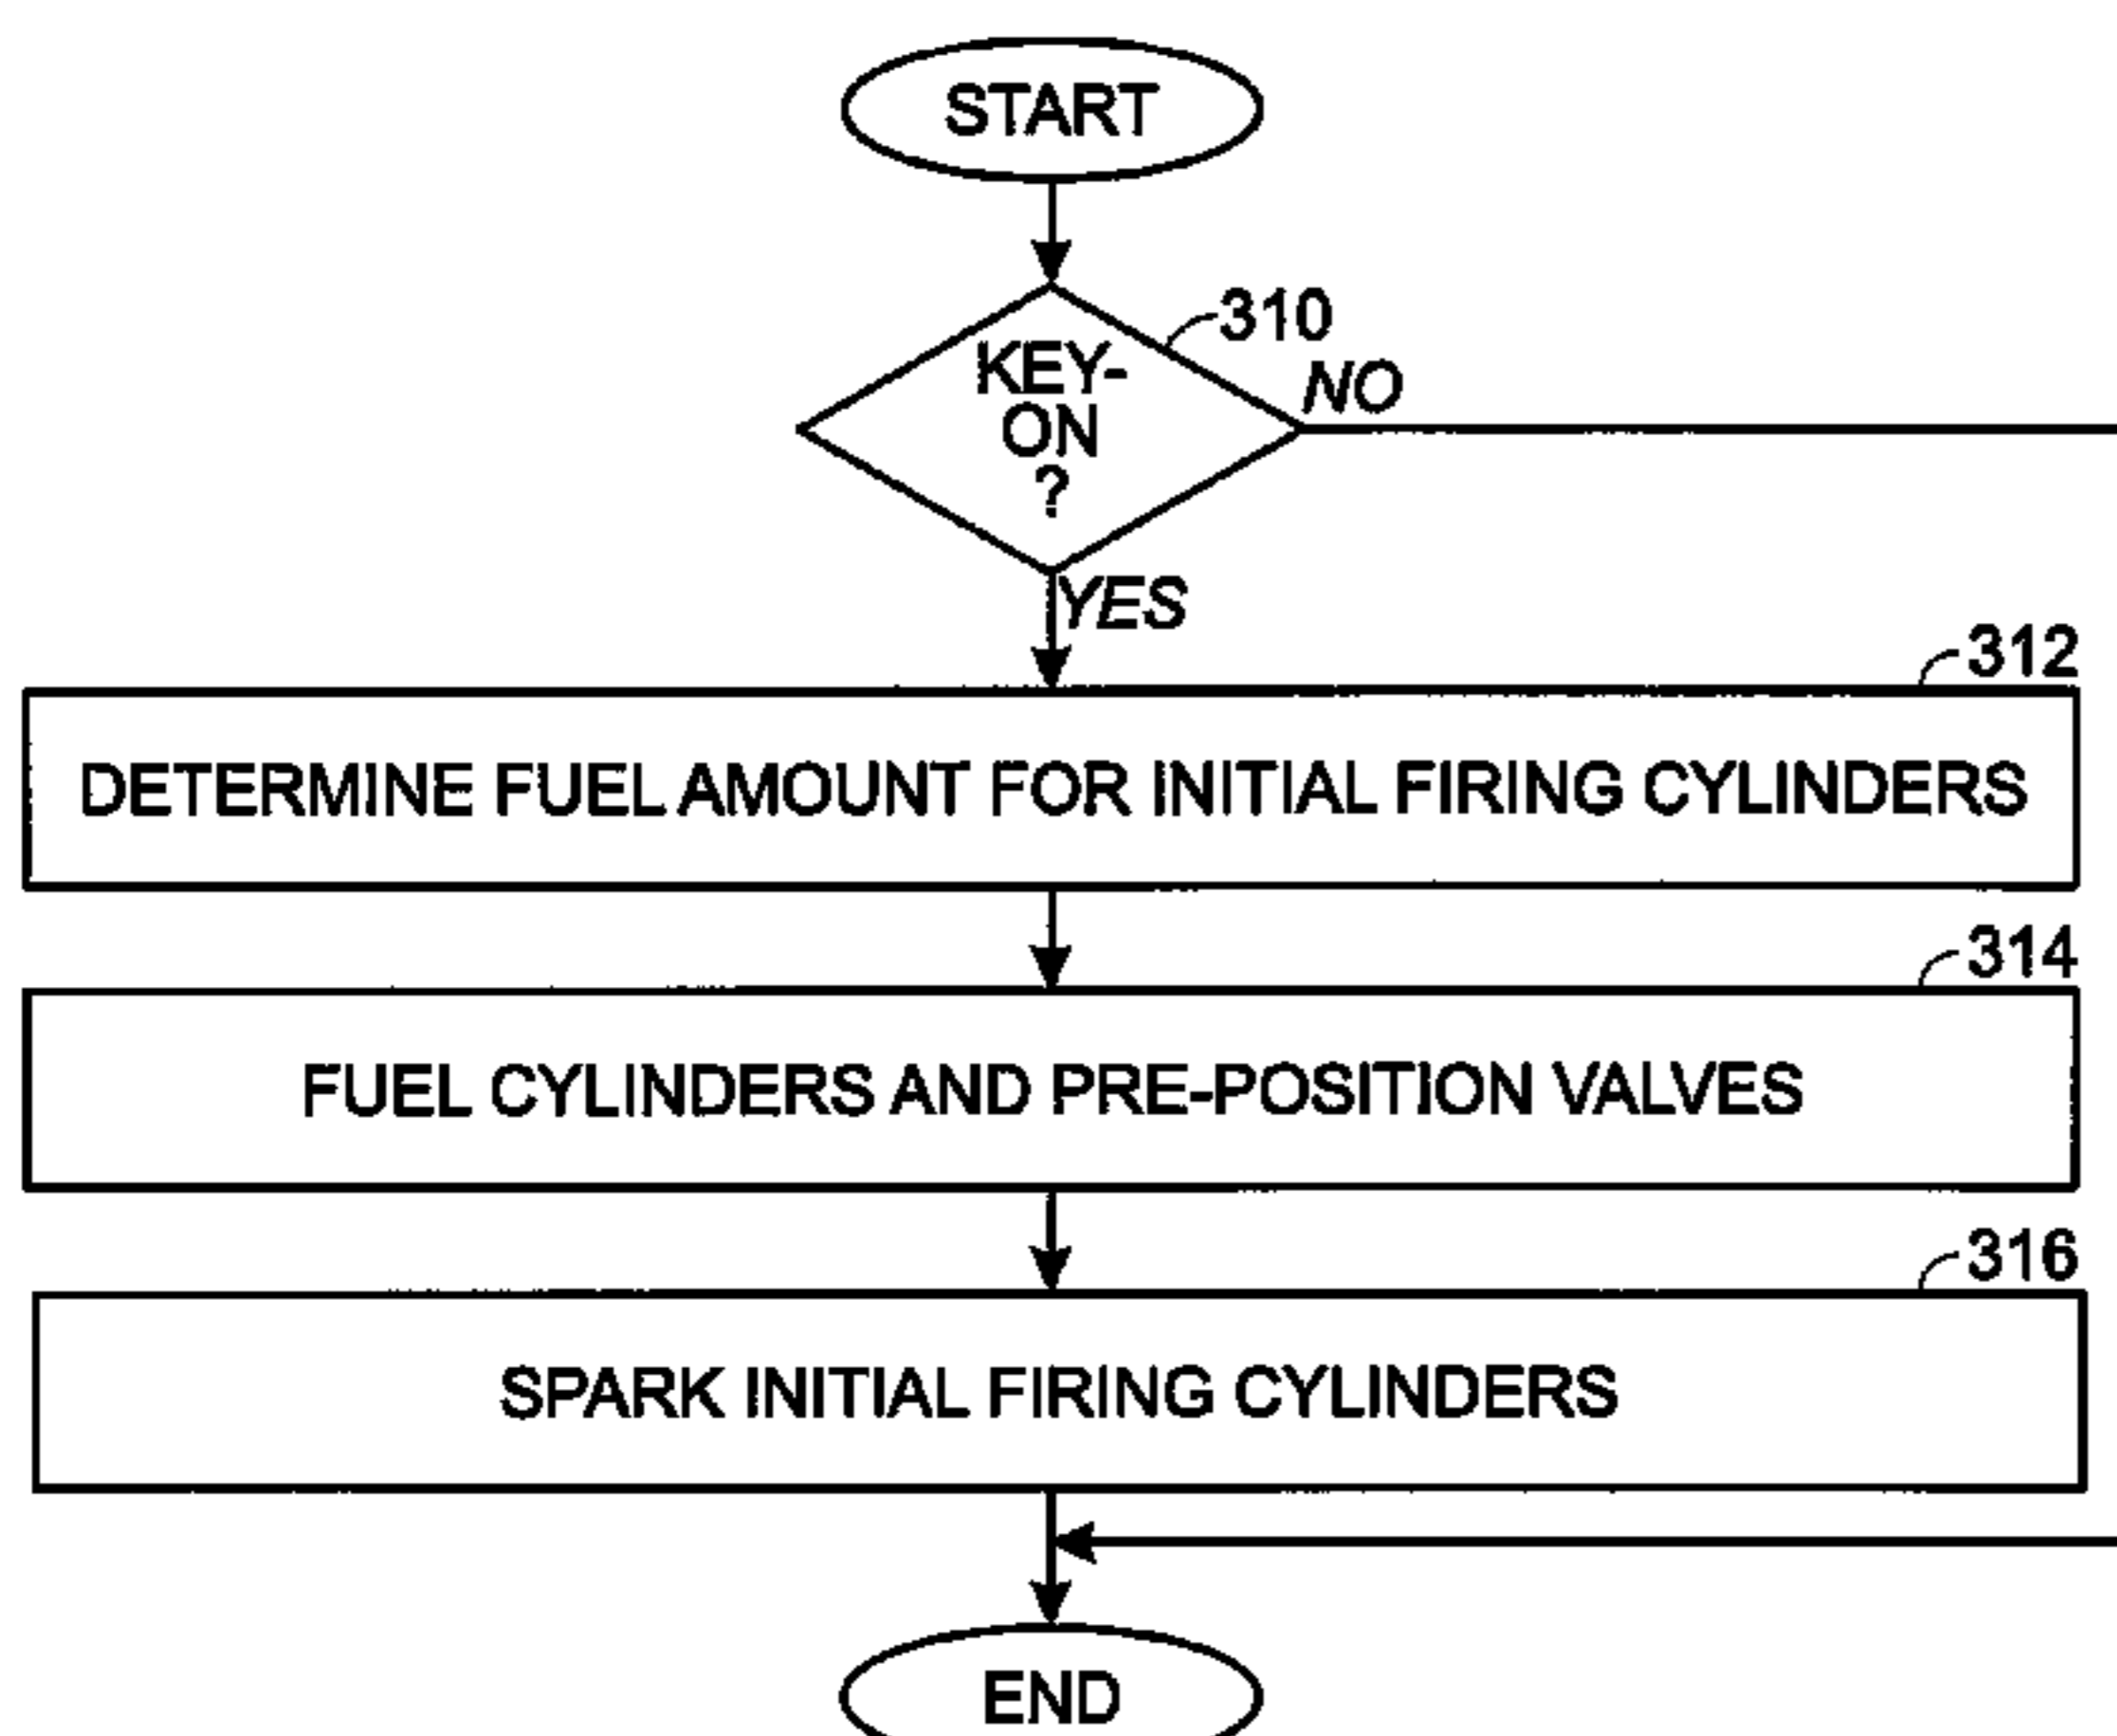 START
310
KEY-
ON
?
NO
YES
312
DETERMINE FUEL AMOUNT FOR INITIAL FIRING CYLINDERS
314
FUEL CYLINDERS AND PRE-POSITION VALVES
316
SPARK INITIAL FIRING CYLINDERS
END